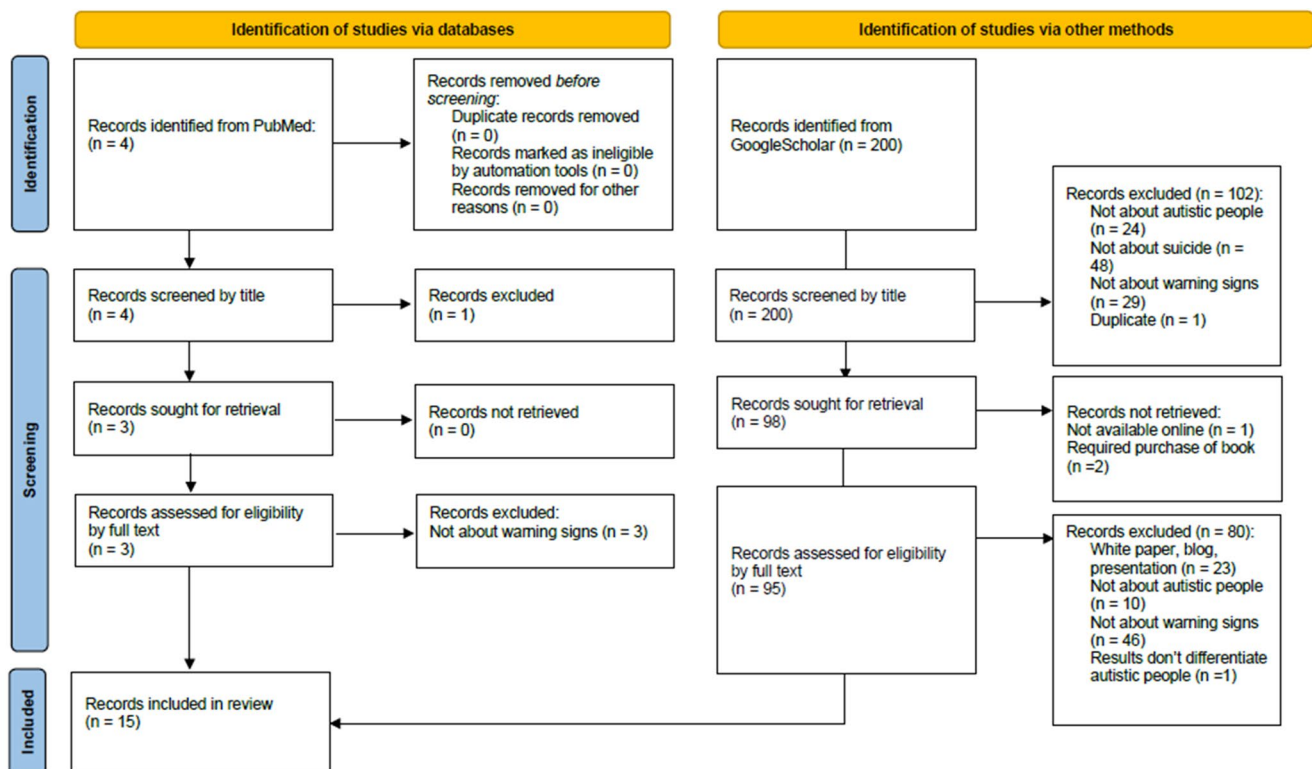 Identification of studies via databases
Identification of studies via other methods
Identification
Records identified from PubMed:
(n = 4)
Records removed before
screening:
Duplicate records removed
(n = 0)
Records marked as ineligible
by automation tools (n = 0)
Records removed for other
reasons (n = 0)
Records identified from
GoogleScholar (n = 200)
Records excluded (n = 102):
Not about autistic people
(n = 24)
Not about suicide (n =
48)
Not about warning signs
(n = 29)
Duplicate (n = 1)
Screening
Records screened by title
(n = 4)
Records excluded
(n = 1)
Records screened by title
(n = 200)
Records sought for retrieval
(n = 3)
Records not retrieved
(n = 0)
Records sought for retrieval
(n = 98)
Records not retrieved:
Not available online (n = 1)
Required purchase of book
(n =2)
Records assessed for eligibility
by full text
(n = 3)
Records excluded:
Not about warning signs (n = 3)
Records assessed for eligibility
by full text
(n = 95)
Records excluded (n = 80):
White paper, blog,
presentation (n = 23)
Not about autistic people
(n = 10)
Not about warning signs
(n = 46)
Results don't differentiate
autistic people (n =1)
Included
Records included in review
(n = 15)